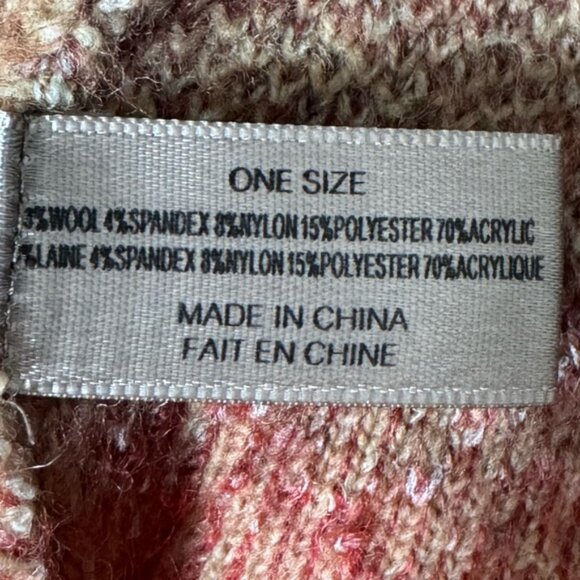 ONE SIZE
3%WOOL 4%SPANDEX 8%NYLON 15%POLYESTER 70%ACRYLIC
%LAINE 4%SPANDEX 8%NYLON 15%POLYESTER 70%ACRYLIQUE
MADE IN CHINA
FAIT EN CHINE